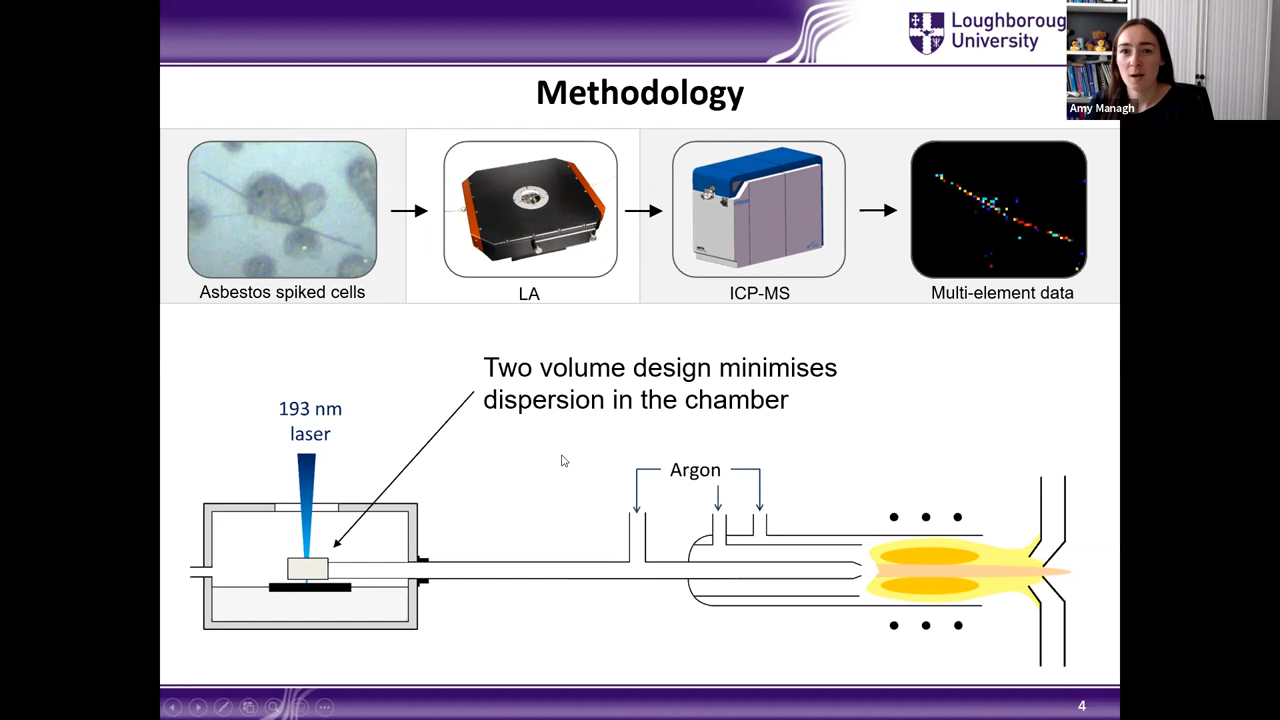 Loughboroug
University
Amy Managh
Methodology
Asbestos spiked cells
LA
ICP-MS
Multi-element data
Two volume design minimises
dispersion in the chamber
193 nm
laser
Argon
4